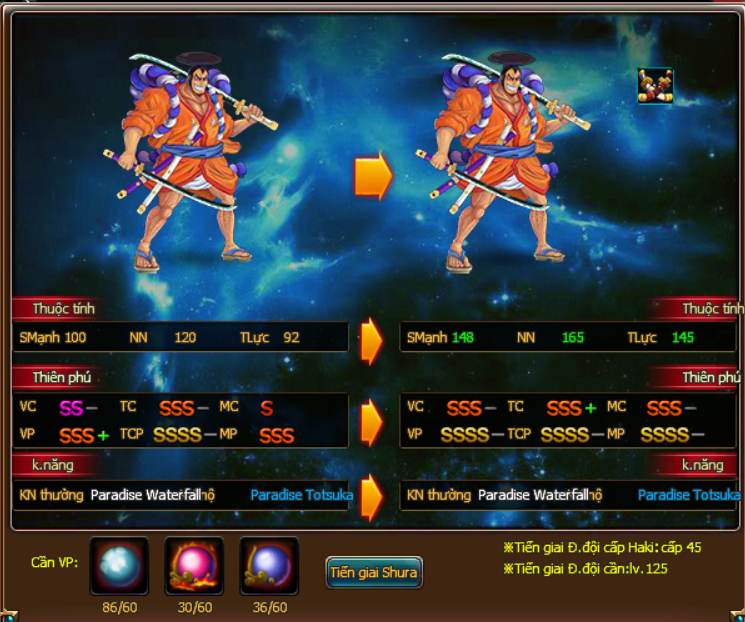 Thuộc tính Thuộc tính
SMạnh 100 NN 120 TLực 92 SMạnh 148 NN 165 TLực 145
Thiên phú Thiên phú
VC SS– TC SSS– MC S VC SSS– TC SSS+ MC SSS–
VP SSS+ TCP SSSS– MP SSS VP SSSS– TCP SSSS– MP SSSS–
k.năng k.năng
KN thường Paradise Waterfall Paradise Totsuka KN thường Paradise Waterfall Paradise Totsuka
Cần VP: Tiến giai Shura
86/60 30/60 36/60
※Tiến giai Đ.đội cấp Haki: cấp 45
※Tiến giai Đ.đội cần:lv.125